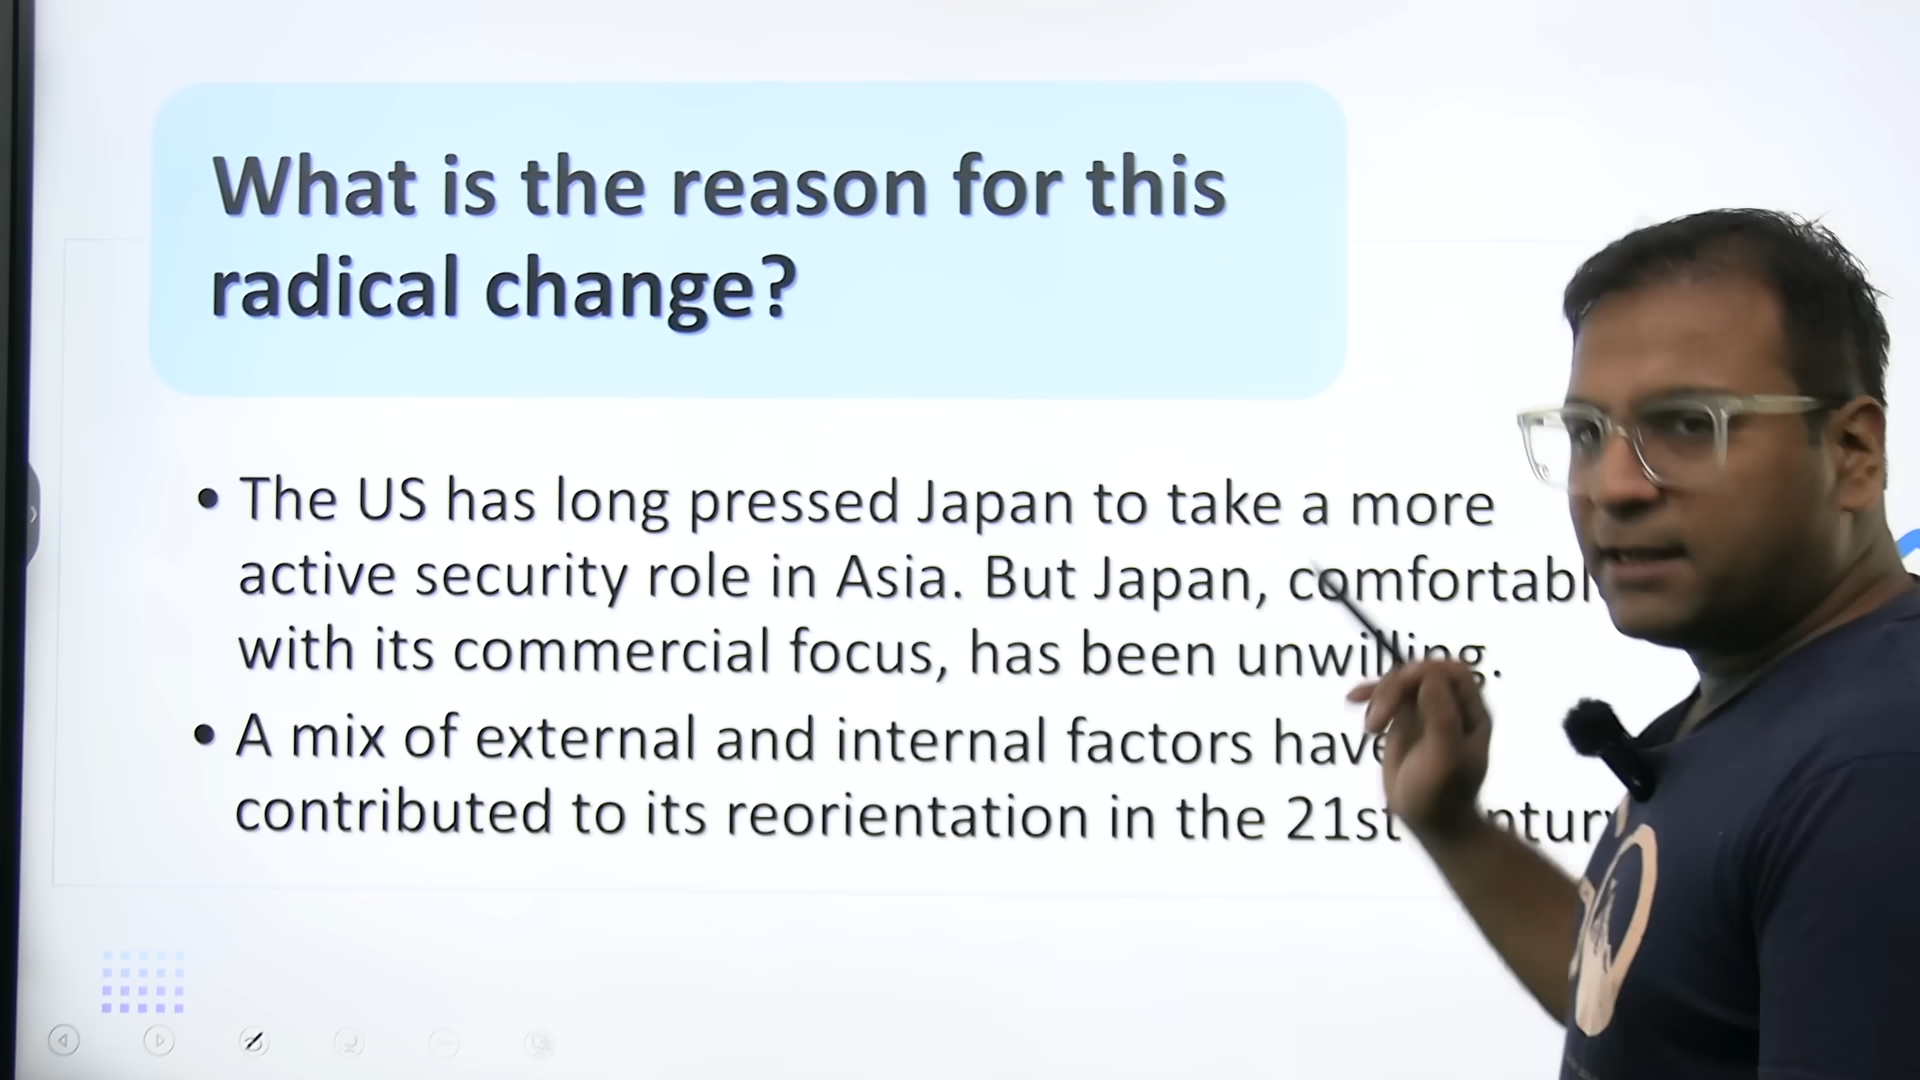 What is the reason for this
radical change?
• The US has long pressed Japan to take a more
active security role in Asia. But Japan, comfortabl
with its commercial focus, has been unwilling.
• A mix of external and internal factors have
contributed to its reorientation in the 21st